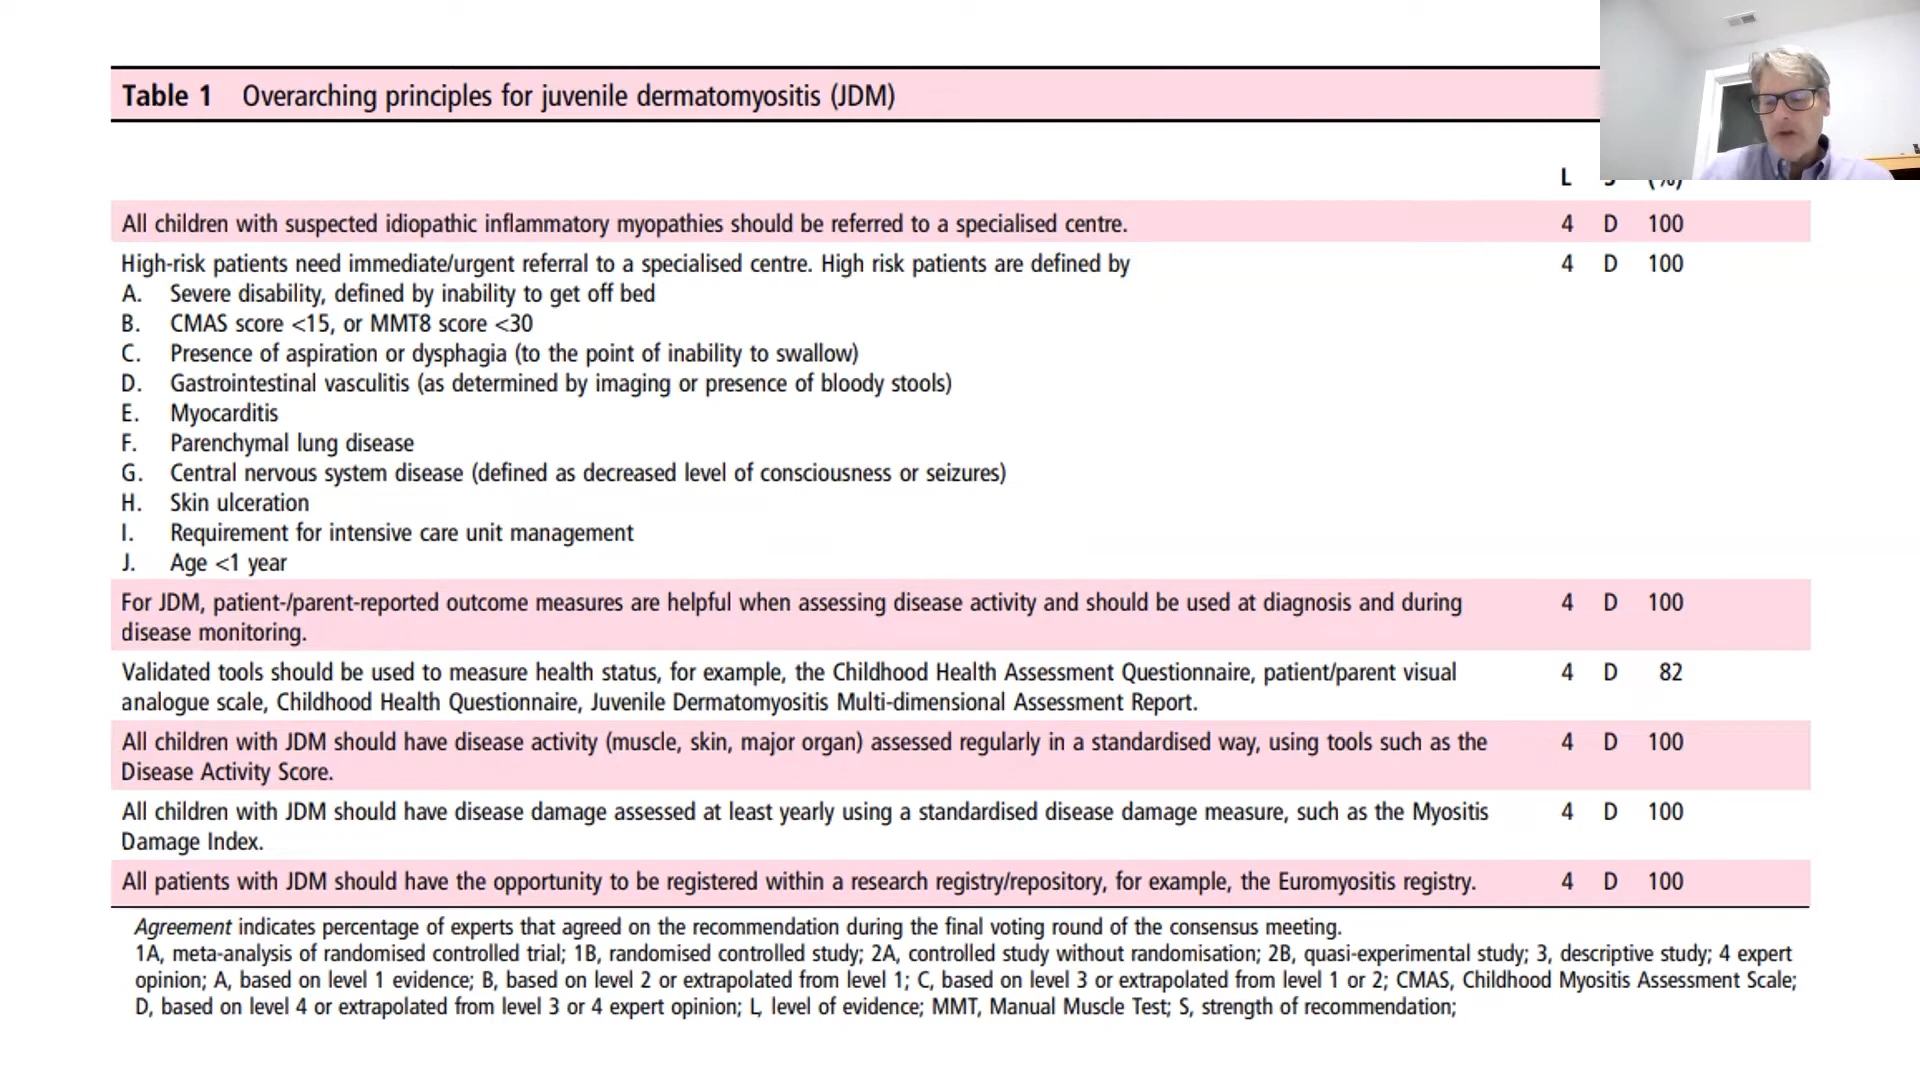 Table 1 Overarching principles for juvenile dermatomyositis (JDM)
L (%)
All children with suspected idiopathic inflammatory myopathies should be referred to a specialised centre. 4 D 100
High-risk patients need immediate/urgent referral to a specialised centre. High risk patients are defined by 4 D 100
A. Severe disability, defined by inability to get off bed
B. CMAS score <15, or MMT8 score <30
C. Presence of aspiration or dysphagia (to the point of inability to swallow)
D. Gastrointestinal vasculitis (as determined by imaging or presence of bloody stools)
E. Myocarditis
F. Parenchymal lung disease
G. Central nervous system disease (defined as decreased level of consciousness or seizures)
H. Skin ulceration
I. Requirement for intensive care unit management
J. Age <1 year
For JDM, patient-/parent-reported outcome measures are helpful when assessing disease activity and should be used at diagnosis and during 4 D 100
disease monitoring.
Validated tools should be used to measure health status, for example, the Childhood Health Assessment Questionnaire, patient/parent visual 4 D 82
analogue scale, Childhood Health Questionnaire, Juvenile Dermatomyositis Multi-dimensional Assessment Report.
All children with JDM should have disease activity (muscle, skin, major organ) assessed regularly in a standardised way, using tools such as the 4 D 100
Disease Activity Score.
All children with JDM should have disease damage assessed at least yearly using a standardised disease damage measure, such as the Myositis 4 D 100
Damage Index.
All patients with JDM should have the opportunity to be registered within a research registry/repository, for example, the Euromyositis registry. 4 D 100
Agreement indicates percentage of experts that agreed on the recommendation during the final voting round of the consensus meeting.
1A, meta-analysis of randomised controlled trial; 1B, randomised controlled study; 2A, controlled study without randomisation; 2B, quasi-experimental study; 3, descriptive study; 4 expert
opinion; A, based on level 1 evidence; B, based on level 2 or extrapolated from level 1; C, based on level 3 or extrapolated from level 1 or 2; CMAS, Childhood Myositis Assessment Scale;
D, based on level 4 or extrapolated from level 3 or 4 expert opinion; L, level of evidence; MMT, Manual Muscle Test; S, strength of recommendation;